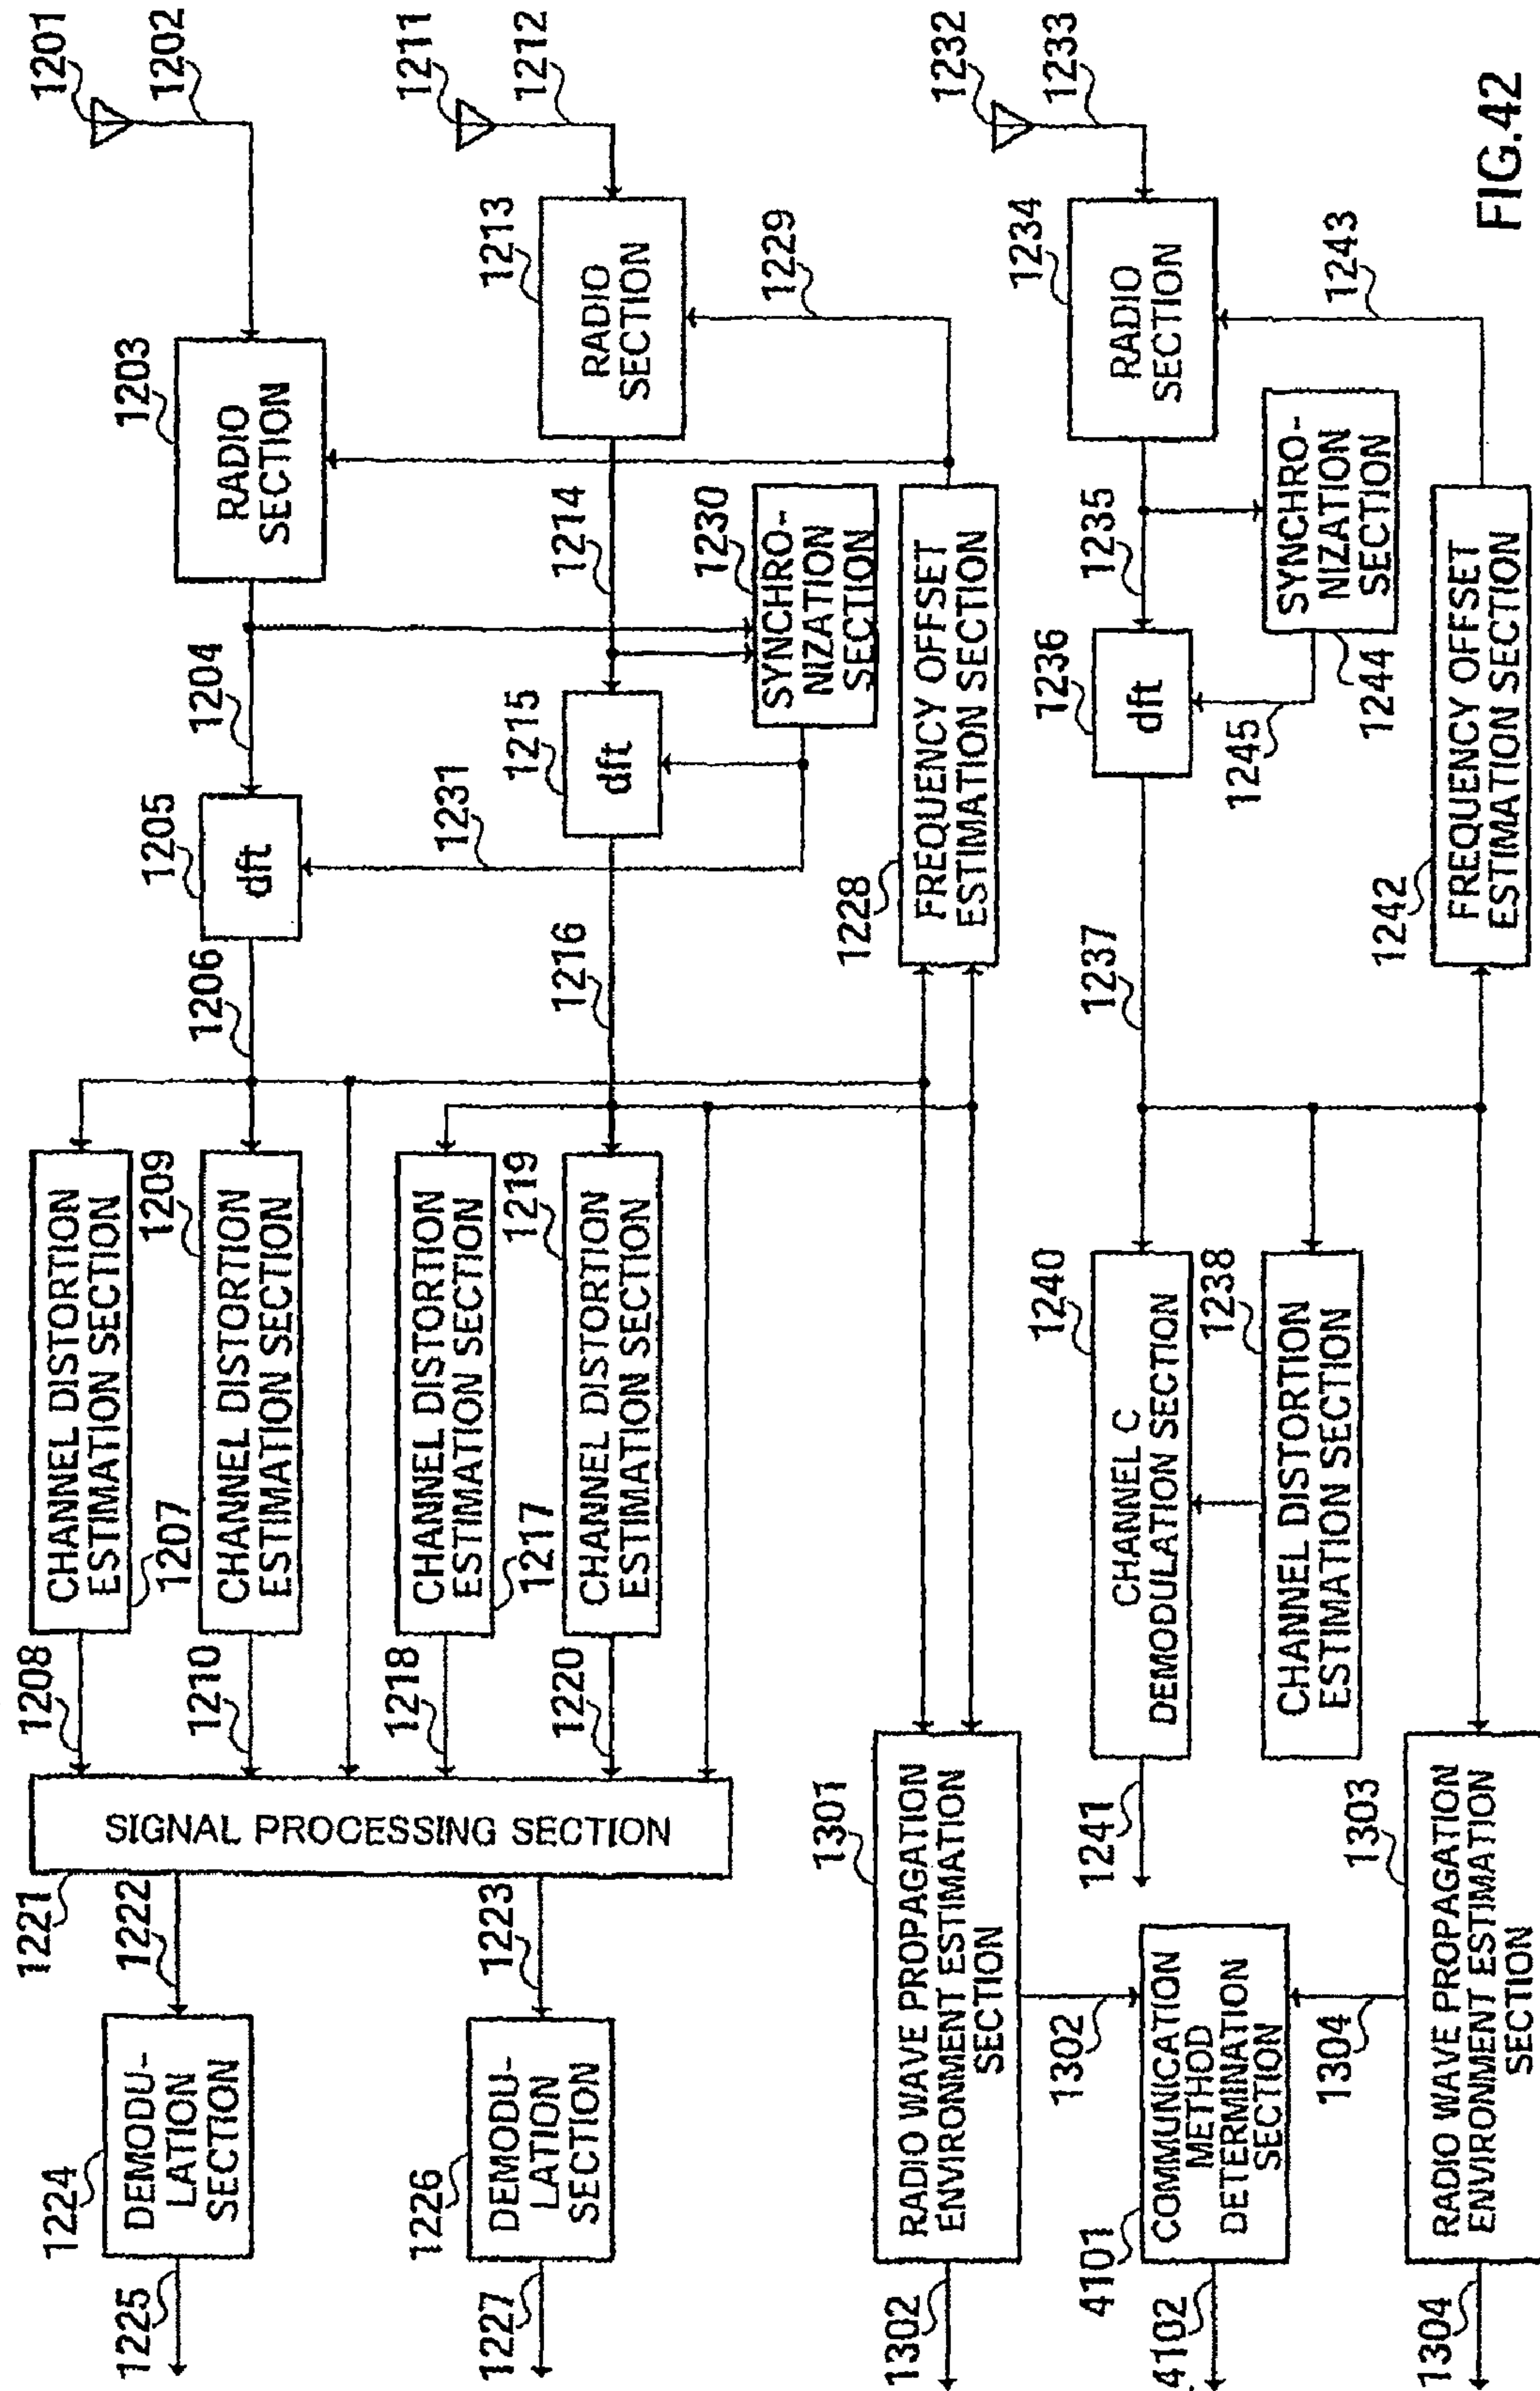 1201
1202
1203
RADIO
SECTION
1204
1205
dft
1206
CHANNEL DISTORTION
ESTIMATION SECTION
1207
1208
1209
CHANNEL DISTORTION
ESTIMATION SECTION
1210
1211
1212
1213
RADIO
SECTION
1229
1214
1230
SYNCHRO-
NIZATION
SECTION
1215
dft
1231
1216
CHANNEL DISTORTION
ESTIMATION SECTION
1217
1218
1219
CHANNEL DISTORTION
ESTIMATION SECTION
1220
SIGNAL PROCESSING SECTION
1221
1222
1223
1224
DEMODU-
LATION
SECTION
1225
1226
DEMODU-
LATION
SECTION
1227
1228
FREQUENCY OFFSET
ESTIMATION SECTION
1301
RADIO WAVE PROPAGATION
ENVIRONMENT ESTIMATION
SECTION
1302
1302
1232
1233
1234
RADIO
SECTION
1243
1235
SYNCHRO-
NIZATION
SECTION
1244
1236
dft
1245
1237
1242
FREQUENCY OFFSET
ESTIMATION SECTION
1240
CHANNEL C
DEMODULATION SECTION
1241
1238
CHANNEL DISTORTION
ESTIMATION SECTION
1303
RADIO WAVE PROPAGATION
ENVIRONMENT ESTIMATION
SECTION
1304
1304
4101
COMMUNICATION
METHOD
DETERMINATION
SECTION
4102
FIG.42